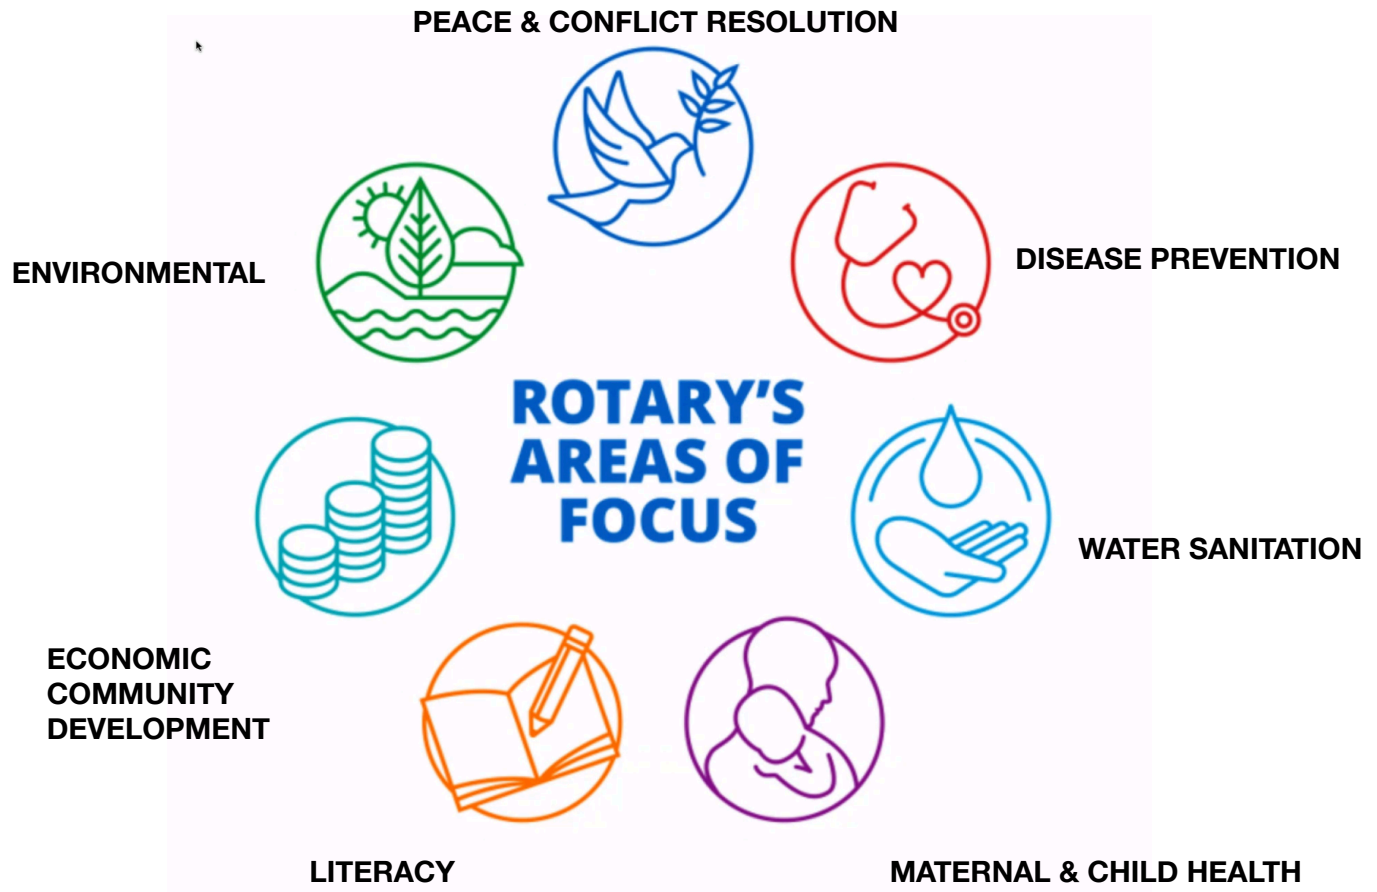 PEACE & CONFLICT RESOLUTION
ENVIRONMENTAL
DISEASE PREVENTION
ROTARY'S
AREAS OF
FOCUS
WATER SANITATION
ECONOMIC
COMMUNITY
DEVELOPMENT
LITERACY
MATERNAL & CHILD HEALTH